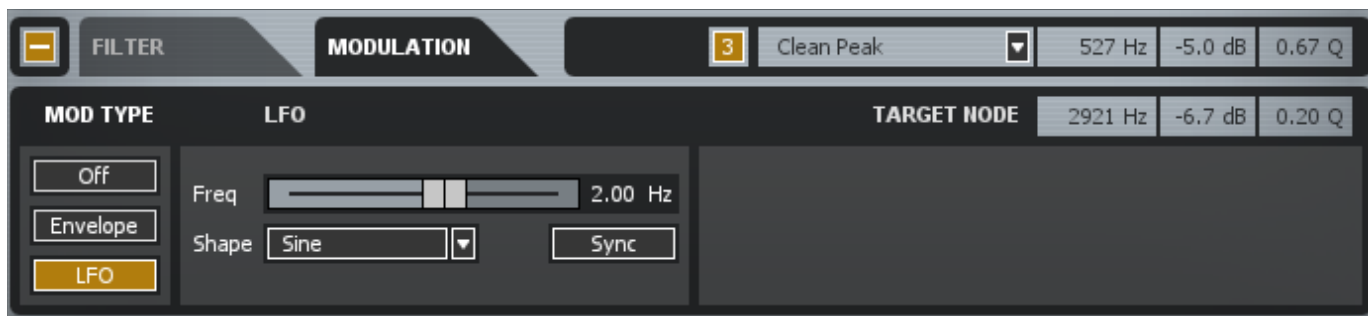 FILTER MODULATION 3 Clean Peak 527 Hz -5.0 dB 0.67 Q
MOD TYPE LFO TARGET NODE 2921 Hz -6.7 dB 0.20 Q
Off
Freq 2.00 Hz
Envelope
Shape Sine Sync
LFO